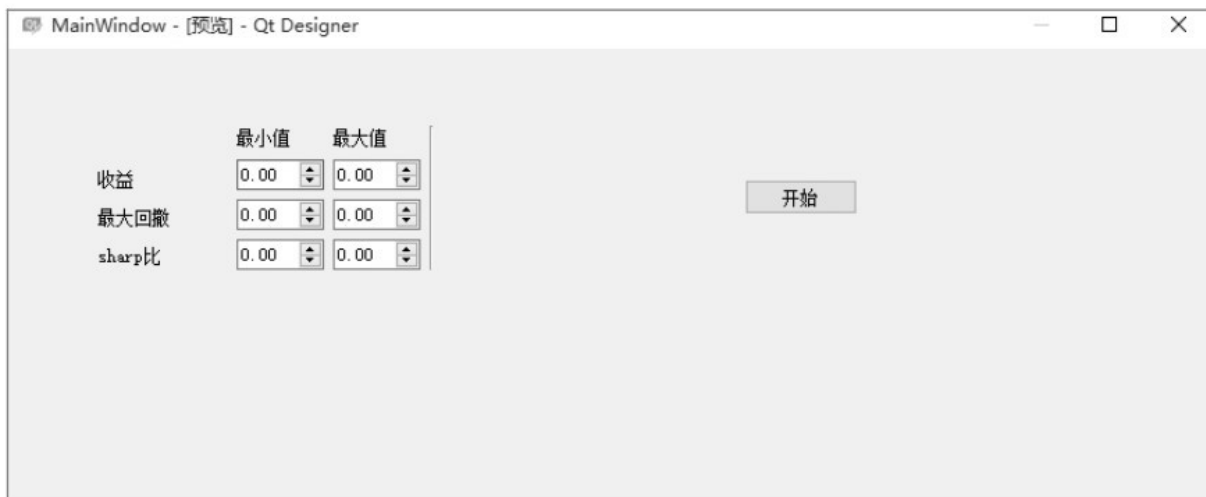 MainWindow - [预览] - Qt Designer
最小值 最大值
收益 0.00 0.00
开始
最大回撤 0.00 0.00
sharp比 0.00 0.00